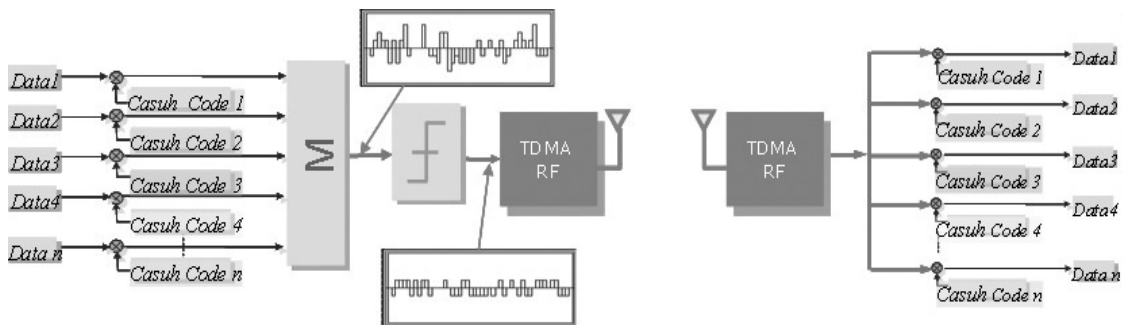 Data1
Casuh Code 1
Data2
Casuh Code 2
Data3
Casuh Code 3
Data4
Casuh Code 4
Data n
Casuh Code n
Σ
TDMA
RF
TDMA
RF
Casuh Code 1
Data1
Casuh Code 2
Data2
Casuh Code 3
Data3
Casuh Code 4
Data4
Casuh Code n
Data n